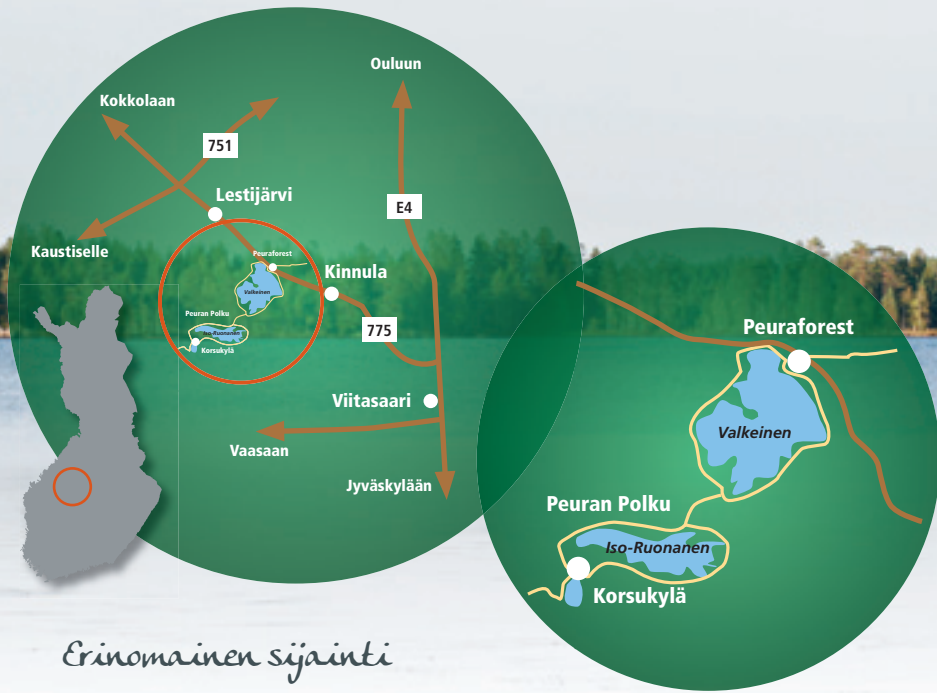 Ouluun
Kokkolaan
751
Lestijärvi
E4
Kaustiselle
Peuraforest
Kinnula
Valkeinen
Peuran Polku
Iso-Ruonanen
775
Korsukylä
Viitasaari
Vaasaan
Jyväskylään
Peuraforest
Valkeinen
Peuran Polku
Iso-Ruonanen
Korsukylä
Erinomainen sijainti